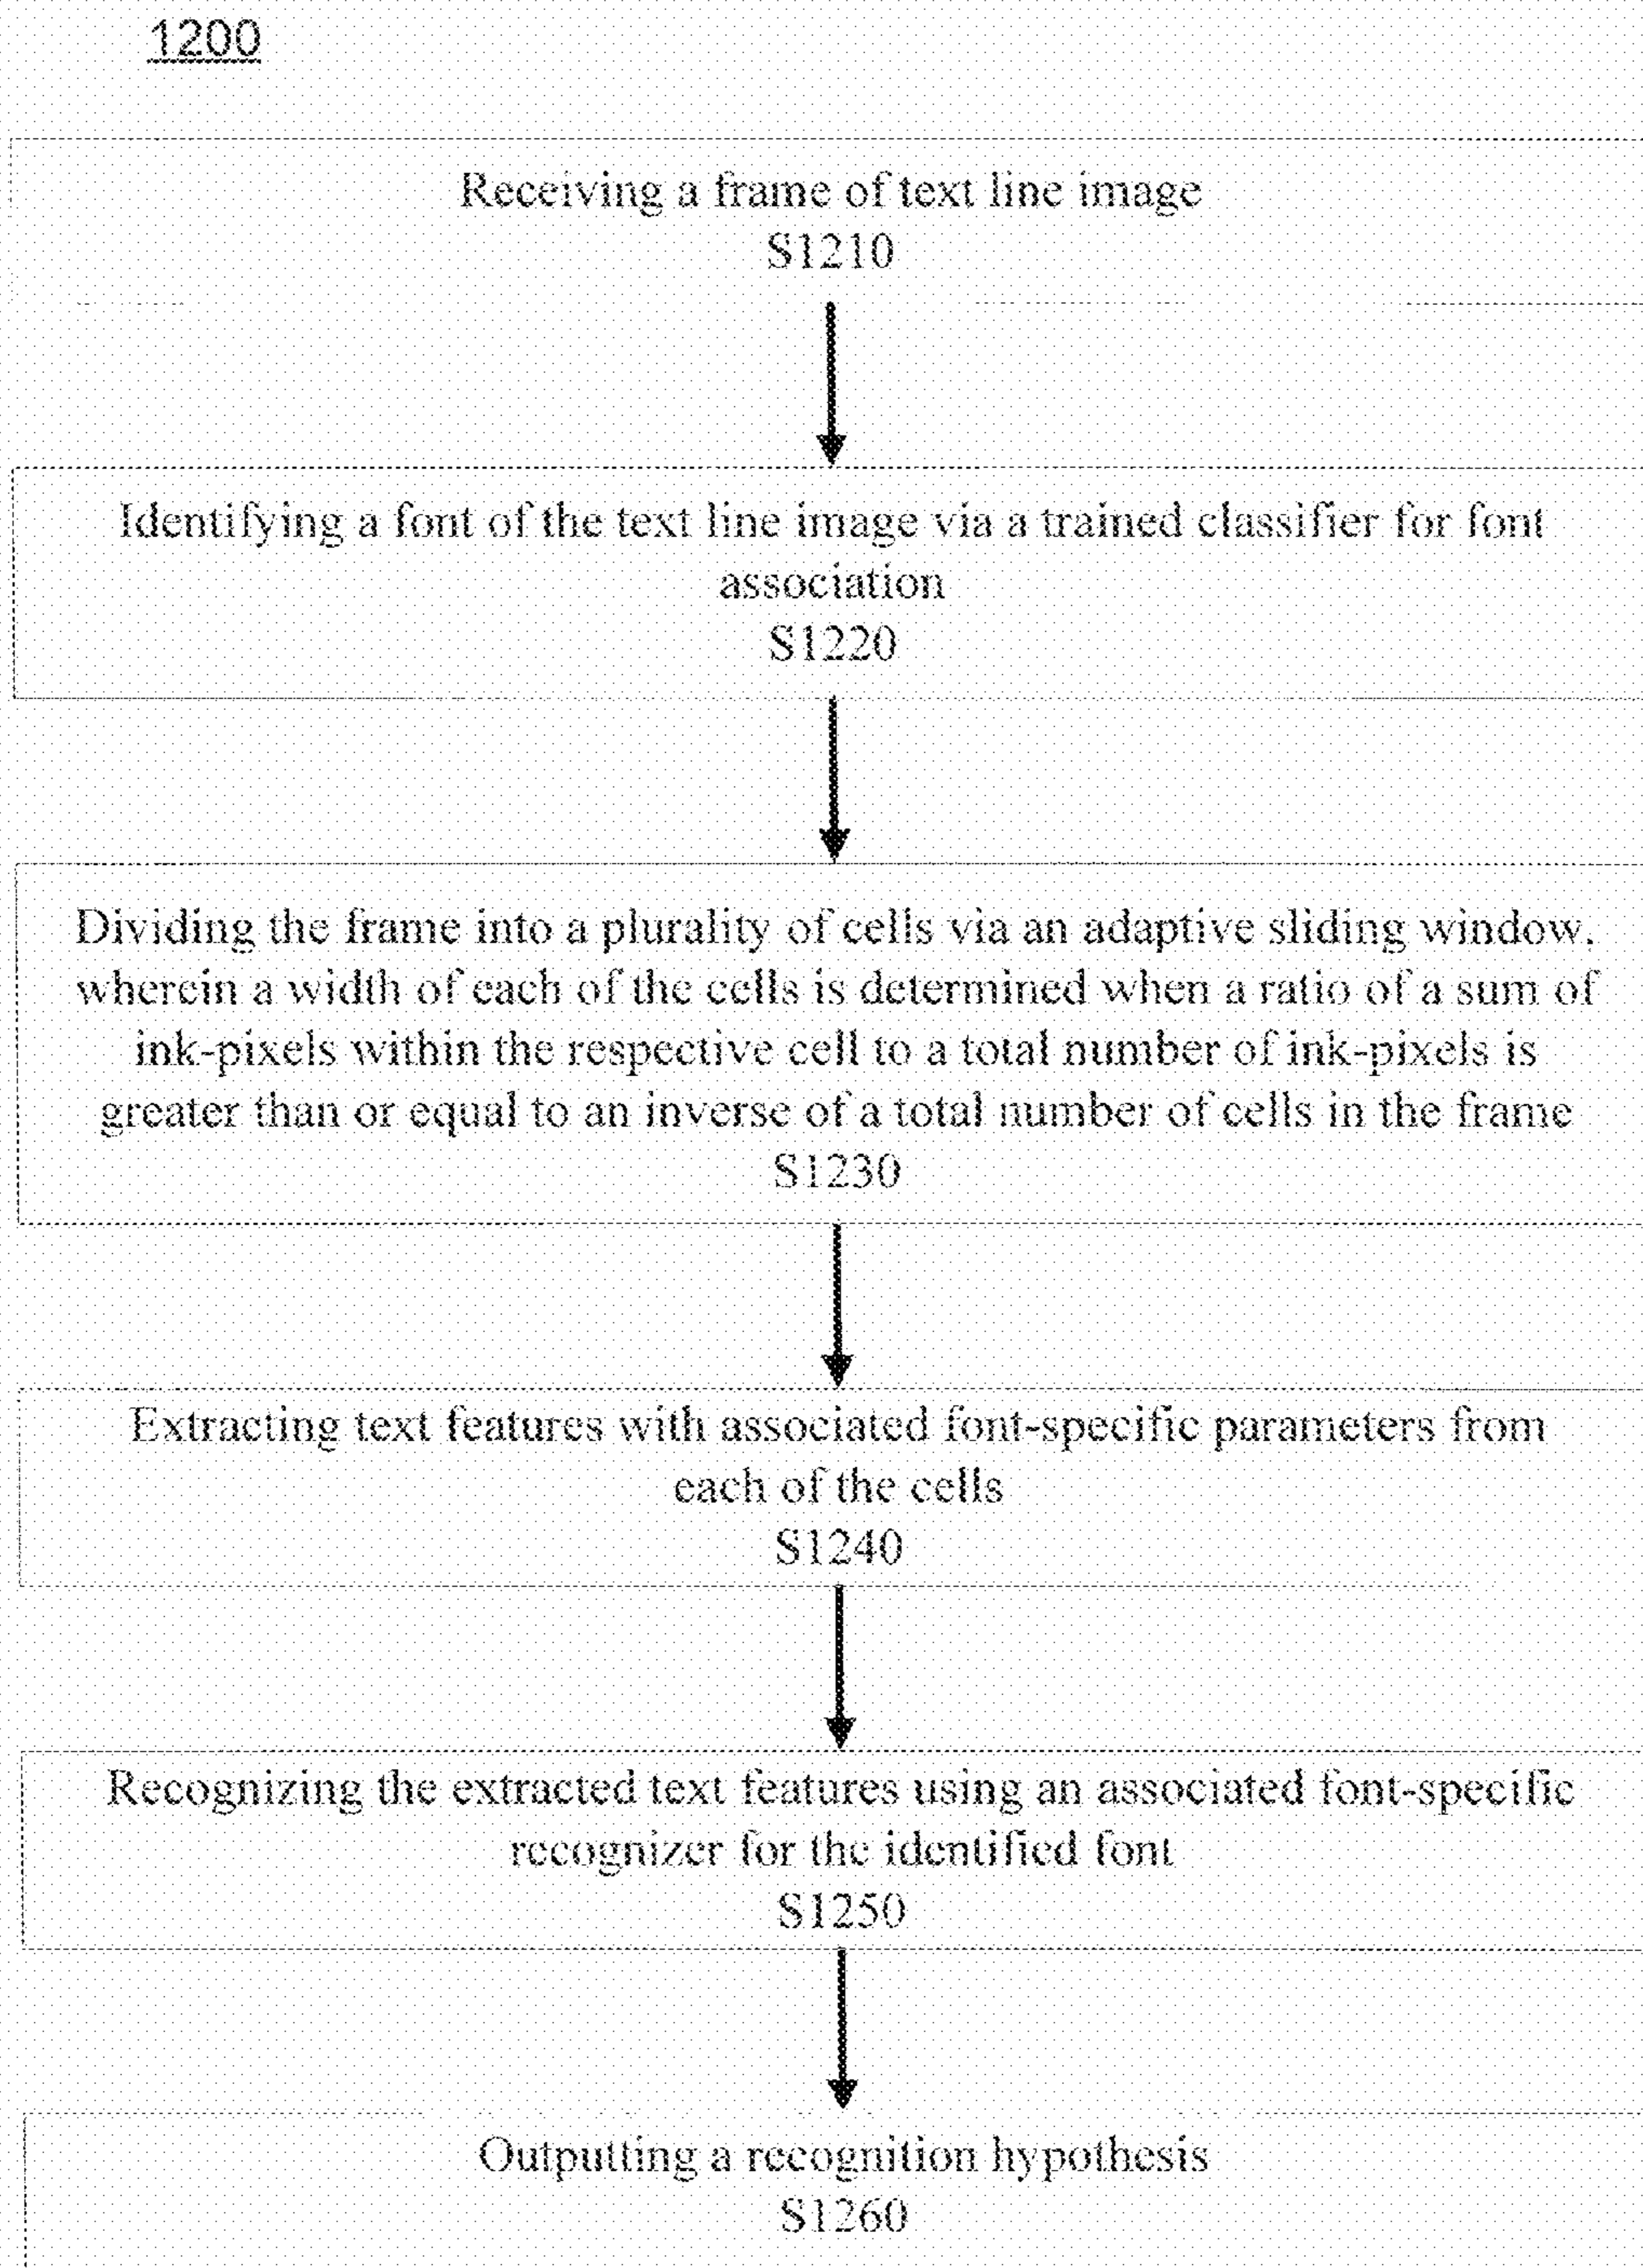 1200
Receiving a frame of text line image
S1210
Identifying a font of the text line image via a trained classifier for font
association
S1220
Dividing the frame into a plurality of cells via an adaptive sliding window,
wherein a width of each of the cells is determined when a ratio of a sum of
ink-pixels within the respective cell to a total number of ink-pixels is
greater than or equal to an inverse of a total number of cells in the frame
S1230
Extracting text features with associated font-specific parameters from
each of the cells
S1240
Recognizing the extracted text features using an associated font-specific
recognizer for the identified font
S1250
Outputting a recognition hypothesis
S1260